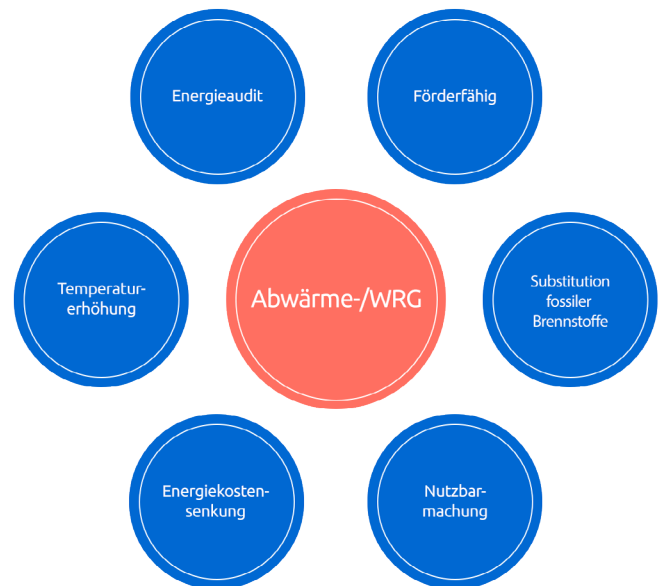 Energieaudit
Förderfähig
Temperatur-
erhöhung
Abwärme-/WRG
Substitution
fossiler
Brennstoffe
Energiekosten-
senkung
Nutzbar-
machung